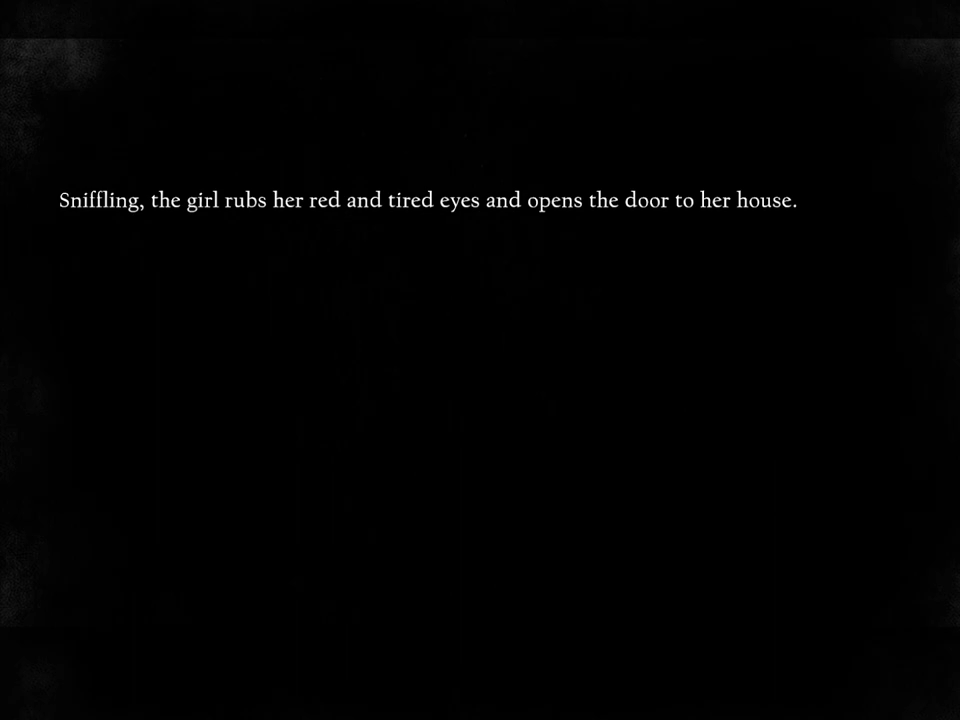 Sniffling, the girl rubs her red and tired eyes and opens the door to her house.